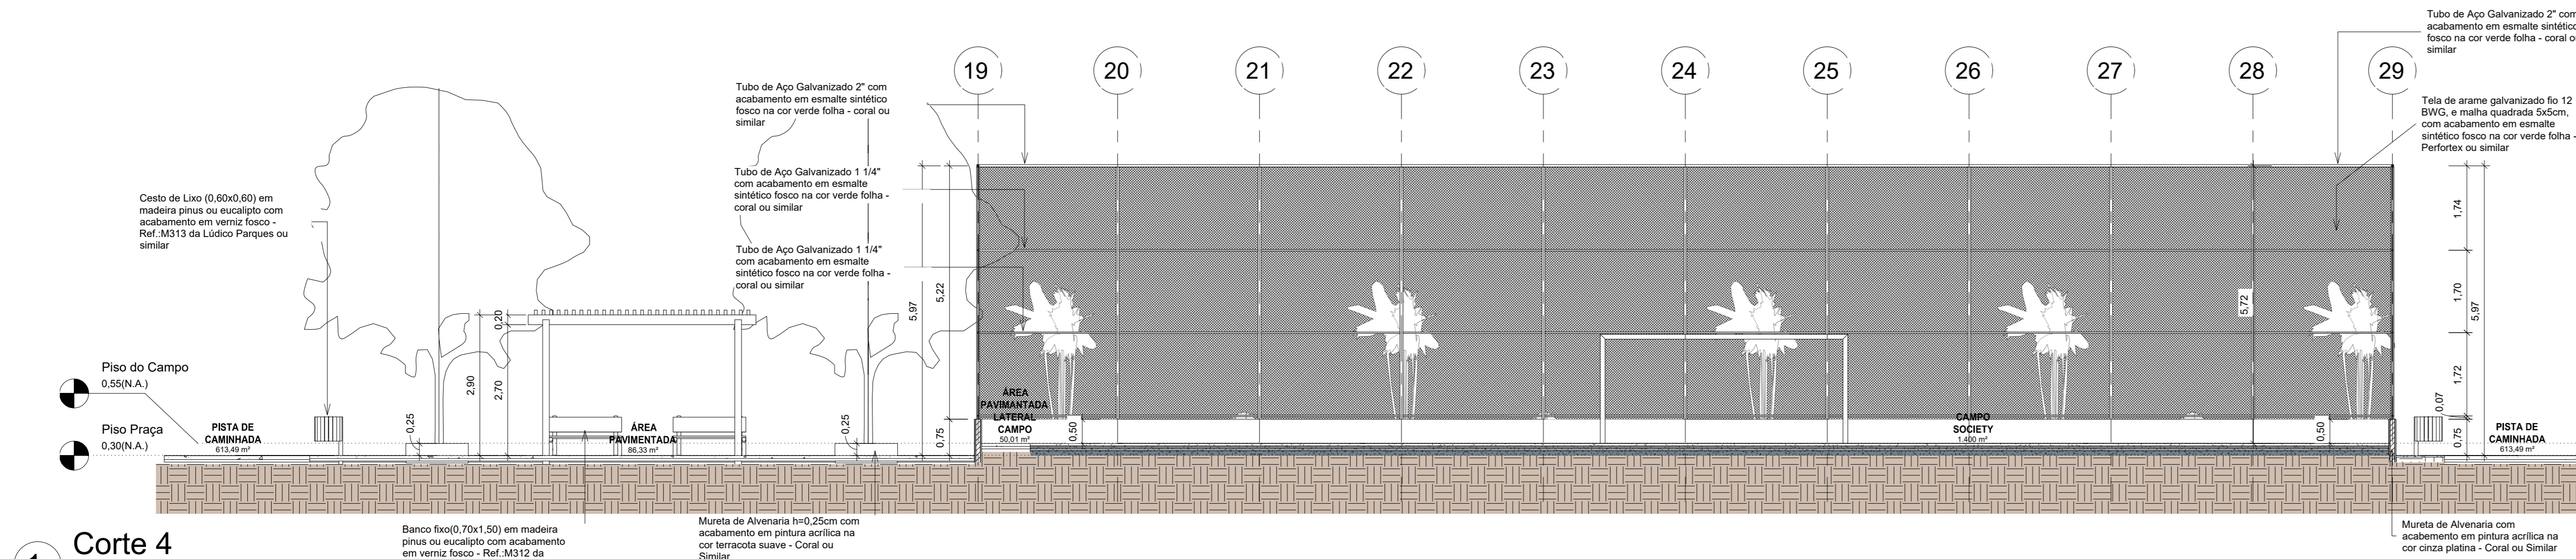 Tubo de Aço Galvanizado 2" com
acabamento em esmalte sintético
fosco na cor verde folha - coral ou
similar
19
20
21
22
23
24
25
26
27
28
29
Tubo de Aço Galvanizado 2" com
acabamento em esmalte sintético
fosco na cor verde folha - coral ou
similar
Tela de arame galvanizado fio 12
BWG, e malha quadrada 5x5cm,
com acabamento em esmalte
sintético fosco na cor verde folha -
Perfortex ou similar
Tubo de Aço Galvanizado 1 1/4"
com acabamento em esmalte
sintético fosco na cor verde folha -
coral ou similar
Cesto de Lixo (0,60x0,60) em
madeira pinus ou eucalipto com
acabamento em verniz fosco -
Ref.:M313 da Lúdico Parques ou
similar
Tubo de Aço Galvanizado 1 1/4"
com acabamento em esmalte
sintético fosco na cor verde folha -
coral ou similar
5,97
5,22
0,75
5,72
1,74
1,70
1,72
0,07
0,75
5,97
0,20
2,90
2,70
0,25
0,25
0,50
0,50
Piso do Campo
0,55(N.A.)
Piso Praça
0,30(N.A.)
PISTA DE
CAMINHADA
613,49 m²
ÁREA
PAVIMENTADA
86,33 m²
ÁREA
PAVIMANTADA
LATERAL
CAMPO
50,01 m²
CAMPO
SOCIETY
1.400 m²
PISTA DE
CAMINHADA
613,49 m²
Banco fixo(0,70x1,50) em madeira
pinus ou eucalipto com acabamento
em verniz fosco - Ref.:M312 da
Mureta de Alvenaria h=0,25cm com
acabamento em pintura acrílica na
cor terracota suave - Coral ou
Similar
Mureta de Alvenaria com
acabemento em pintura acrílica na
cor cinza platina - Coral ou Similar
1
Corte 4